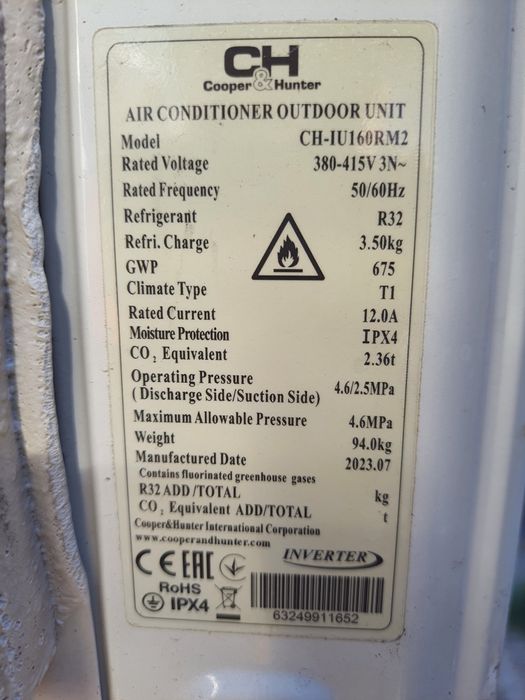 CH
Cooper&Hunter
AIR CONDITIONER OUTDOOR UNIT
Model CH-IU160RM2
Rated Voltage 380-415V 3N~
Rated Frequency 50/60Hz
Refrigerant R32
Refri. Charge 3.50kg
GWP 675
Climate Type T1
Rated Current 12.0A
Moisture Protection IPX4
CO₂ Equivalent 2.36t
Operating Pressure
( Discharge Side/Suction Side) 4.6/2.5MPa
Maximum Allowable Pressure 4.6MPa
Weight 94.0kg
Manufactured Date 2023.07
Contains fluorinated greenhouse gases
R32 ADD/TOTAL kg
CO₂ Equivalent ADD/TOTAL t
Cooper&Hunter International Corporation
www.cooperandhunter.com
CE EAC INVERTER
RoHS
IPX4
63249911652